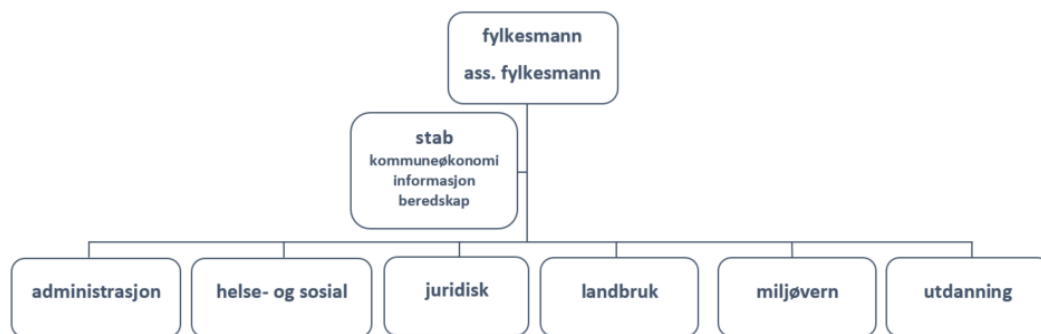 fylkesmann
ass. fylkesmann
stab
kommuneøkonomi
informasjon
beredskap
administrasjon
helse- og sosial
juridisk
landbruk
miljøvern
utdanning